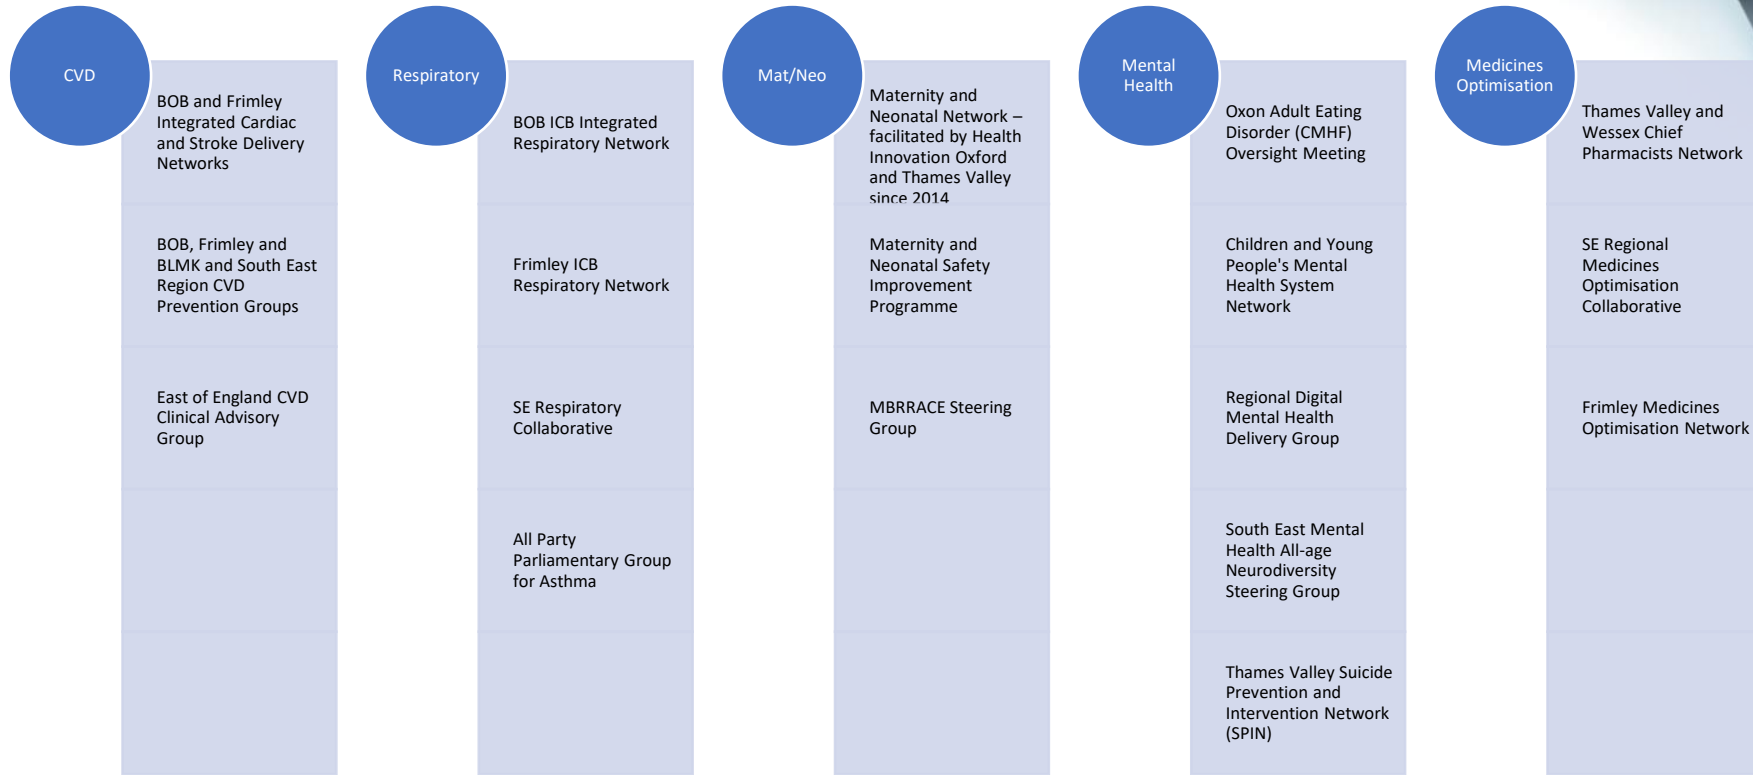 CVD
BOB and Frimley
Integrated Cardiac
and Stroke Delivery
Networks
BOB, Frimley and
BLMK and South East
Region CVD
Prevention Groups
East of England CVD
Clinical Advisory
Group
Respiratory
BOB ICB Integrated
Respiratory Network
Frimley ICB
Respiratory Network
SE Respiratory
Collaborative
All Party
Parliamentary Group
for Asthma
Mat/Neo
Maternity and
Neonatal Network –
facilitated by Health
Innovation Oxford
and Thames Valley
since 2014
Maternity and
Neonatal Safety
Improvement
Programme
MBRRACE Steering
Group
Mental
Health
Oxon Adult Eating
Disorder (CMHF)
Oversight Meeting
Children and Young
People's Mental
Health System
Network
Regional Digital
Mental Health
Delivery Group
South East Mental
Health All-age
Neurodiversity
Steering Group
Thames Valley Suicide
Prevention and
Intervention Network
(SPIN)
Medicines
Optimisation
Thames Valley and
Wessex Chief
Pharmacists Network
SE Regional
Medicines
Optimisation
Collaborative
Frimley Medicines
Optimisation Network